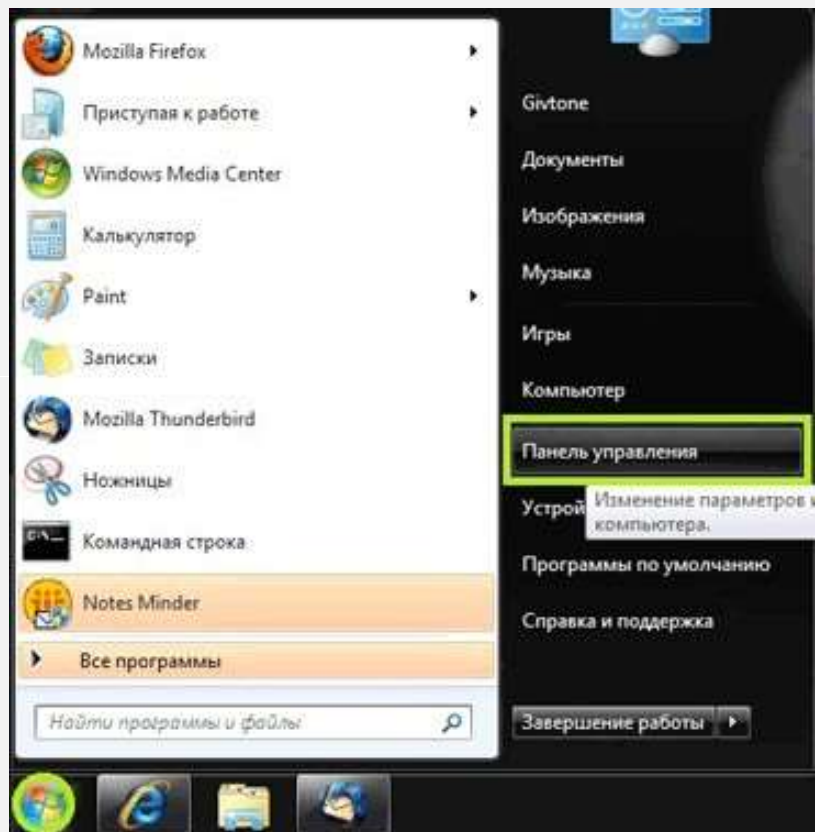 Mozilla Firefox
Приступая к работе
Windows Media Center
Калькулятор
Paint
Записки
Mozilla Thunderbird
Ножницы
Командная строка
Notes Minder
Все программы
Найти программы и файлы
Givtone
Документы
Изображения
Музыка
Игры
Компьютер
Панель управления
Устрой
Изменение параметров и
компьютера.
Программы по умолчанию
Справка и поддержка
Завершение работы